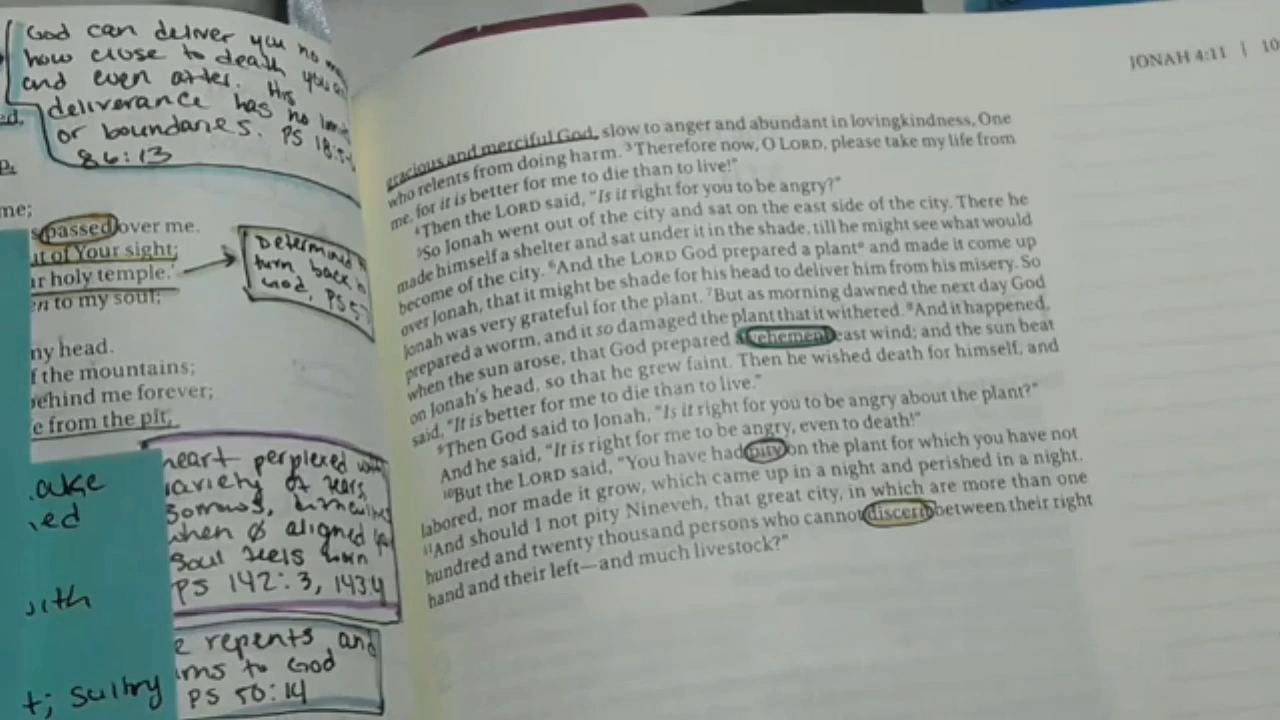 God can deliver you no
how close to death you
and even after. His
deliverance has no
or boundaries. PS 18:
86:13
me;
passed over me.
of Your sight;
holy temple.'
to my soul;
Determined
turn back
God, PS 5
my head.
f the mountains;
behind me forever;
e from the pit,
heart perplexed
variety of
sorrows,
when aligned
soul feels
PS 142:3, 143:4
repents and
to God
PS 50:14
t; sultry
JONAH 4:11 | 10
gracious and merciful God, slow to anger and abundant in lovingkindness, One
who relents from doing harm. 3Therefore now, O LORD, please take my life from
me, for it is better for me to die than to live!"
4Then the LORD said, "Is it right for you to be angry?"
5So Jonah went out of the city and sat on the east side of the city. There he
made himself a shelter and sat under it in the shade, till he might see what would
become of the city. 6And the LORD God prepared a plant and made it come up
over Jonah, that it might be shade for his head to deliver him from his misery. So
Jonah was very grateful for the plant. 7But as morning dawned the next day God
prepared a worm, and it so damaged the plant that it withered. 8And it happened,
when the sun arose, that God prepared a vehement east wind; and the sun beat
on Jonah's head, so that he grew faint. Then he wished death for himself, and
said, "It is better for me to die than to live."
9Then God said to Jonah, "Is it right for you to be angry about the plant?"
And he said, "It is right for me to be angry, even to death!"
10But the LORD said, "You have had pity on the plant for which you have not
labored, nor made it grow, which came up in a night and perished in a night.
11And should I not pity Nineveh, that great city, in which are more than one
hundred and twenty thousand persons who cannot discern between their right
hand and their left—and much livestock?"